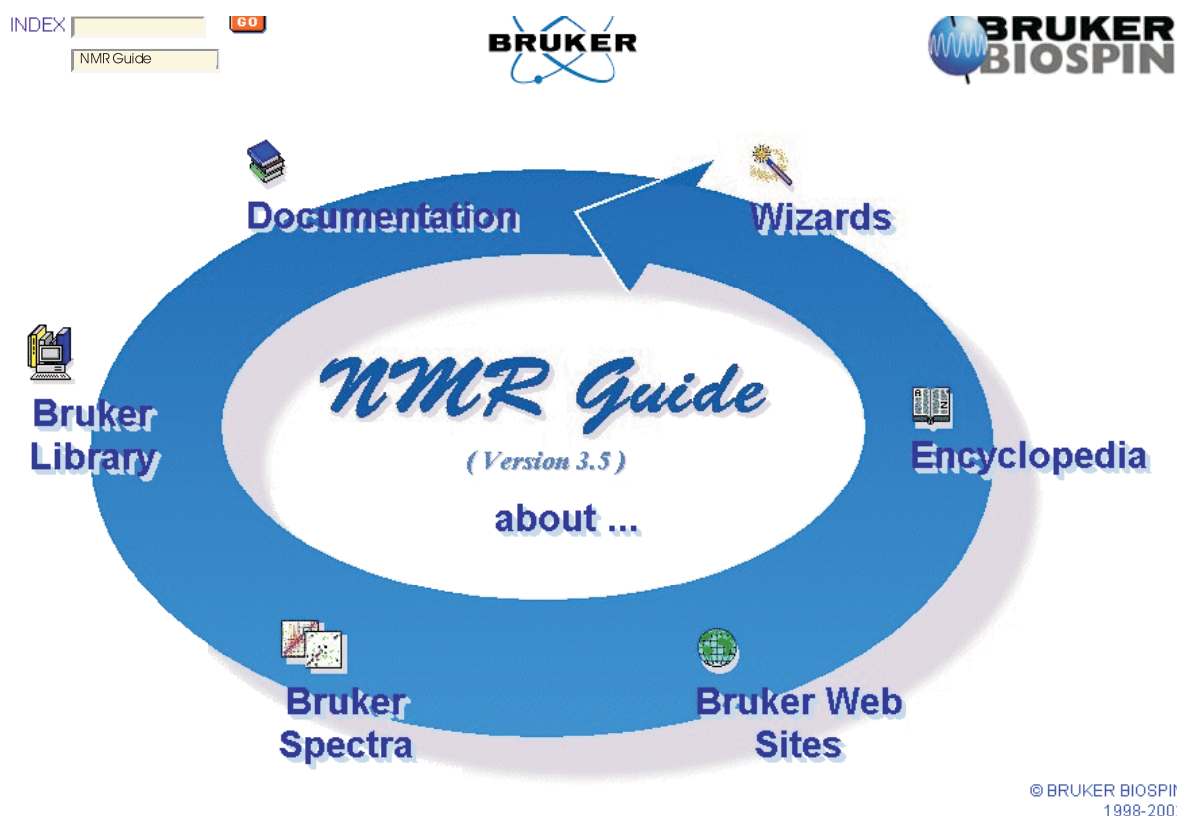 INDEX
GO
NMR Guide
BRUKER
BRUKER
BIOSPIN
Documentation
Wizards
Bruker
Library
NMR Guide
( Version 3.5 )
about ...
Encyclopedia
A
Z
Bruker
Spectra
Bruker Web
Sites
© BRUKER BIOSPIN
1998-200